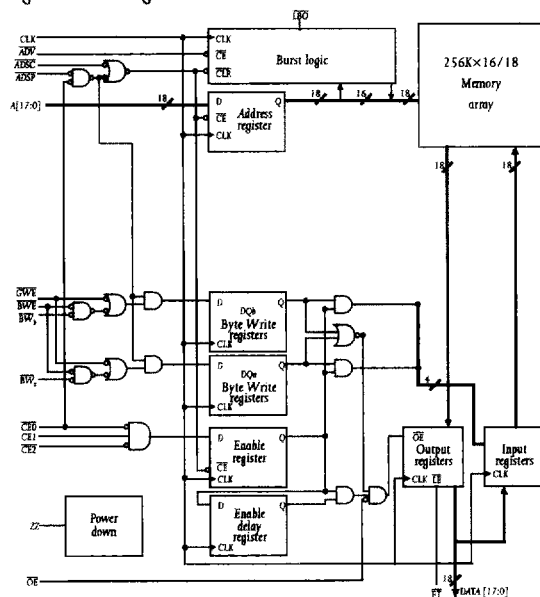 LBO
CLK
ADV
ADSC
ADSP
CLK
CE
CLR
Burst logic
256K×16/18
Memory
array
A[17:0]
18
D Q
CE
CLK
Address
register
18
16
18
18
18
GWE
BWE
BWb
D Q
DQb
Byte Write
registers
CLK
D Q
DQa
Byte Write
registers
CLK
4
CE0
CE1
CE2
D Q
Enable
register
CE
CLK
OE
Output
registers
CLK
Input
registers
CLK
D Q
Enable
delay
register
CLK
ZZ
Power
down
OE
18
FT
DATA [17:0]